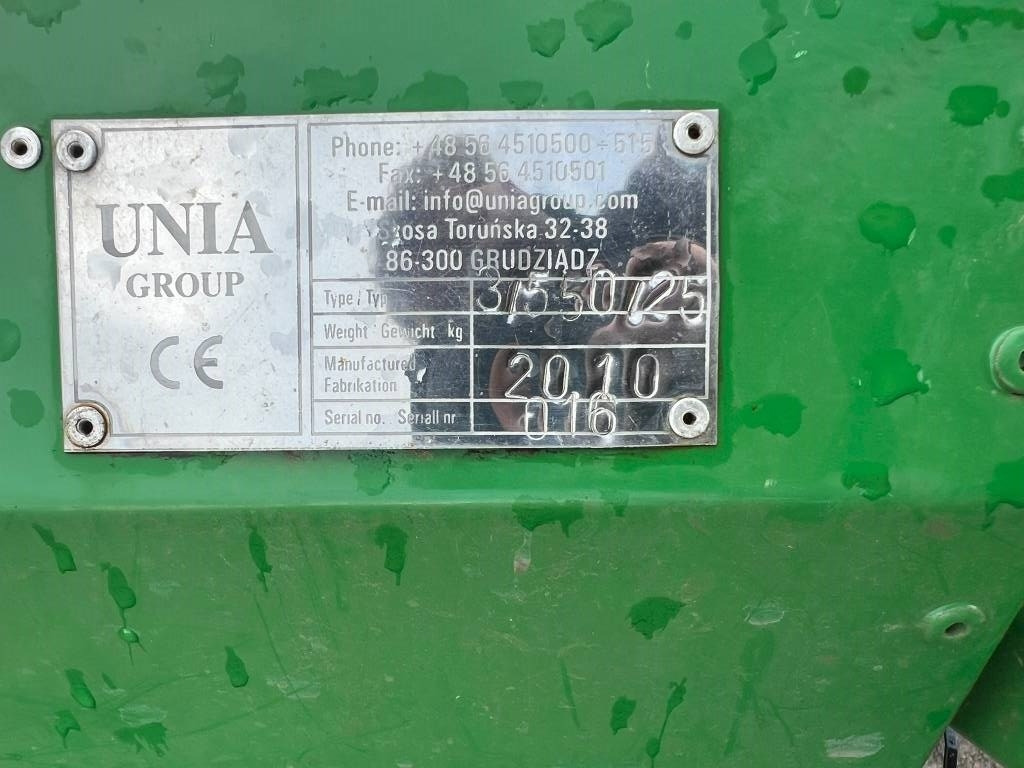 UNIA
GROUP
CE
Phone: +48 56 4510500÷515
Fax: +48 56 4510501
E-mail: info@uniagroup.com
Szosa Toruńska 32-38
86-300 GRUDZIĄDZ
Type / Typ 3/550/25
Weight Gewicht kg
Manufactured 2010
Fabrikation
Serial no. Seriall nr 016